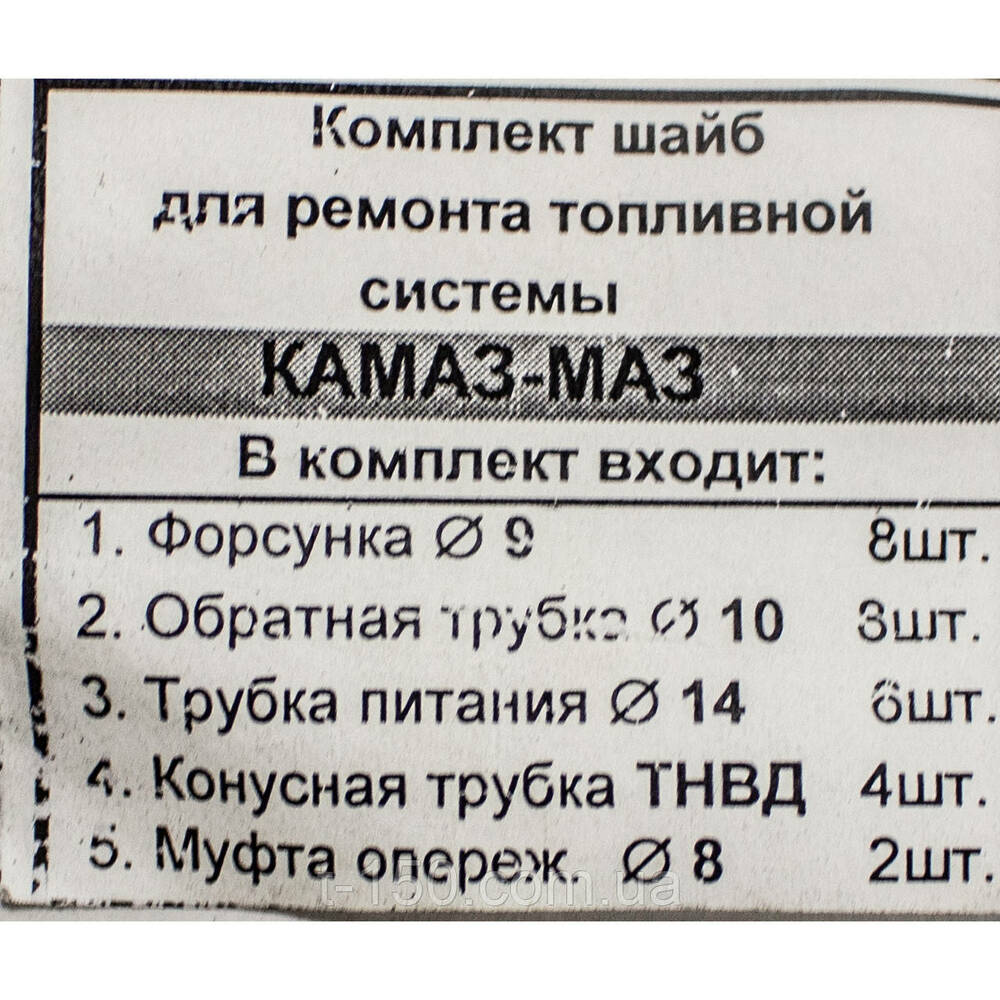 Комплект шайб
для ремонта топливной
системы
КАМАЗ-МАЗ
В комплект входит:
1. Форсунка Ø 9 8шт.
2. Обратная трубка Ø 10 8шт.
3. Трубка питания Ø 14 6шт.
4. Конусная трубка ТНВД 4шт.
5. Муфта опереж. Ø 8 2шт.
t-150.com.ua